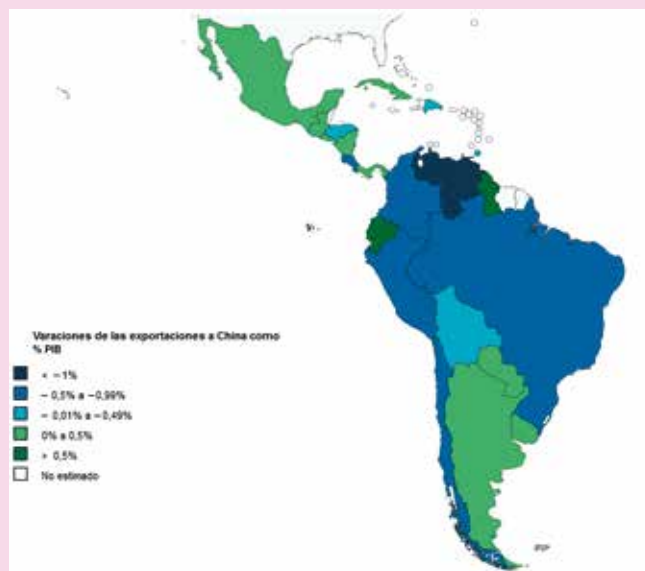 Varaciones de las exportaciones a China como
% PIB
< −1%
− 0,5% a −0,99%
− 0,01% a −0,49%
0% a 0,5%
> 0,5%
No estimado